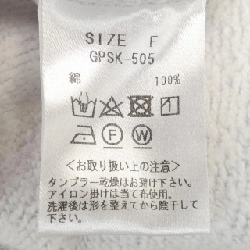 SIZE F
GPSK-505
綿 100%
F W
<お取り扱い上の注意>
タンブラー乾燥はお避け下さい。
アイロン掛けは当て布使用。
洗濯後は形を整えてから陰干して
下さい。